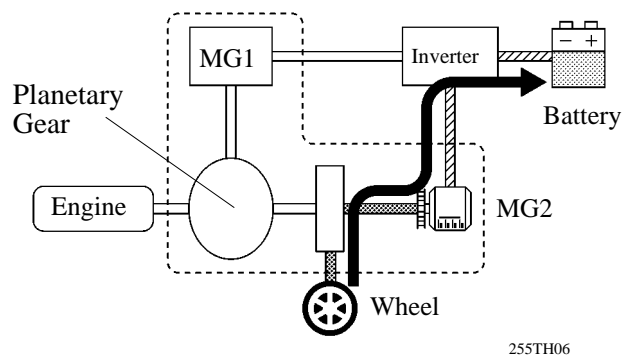 MG1
Inverter
− +
Battery
Planetary
Gear
Engine
MG2
Wheel
255TH06